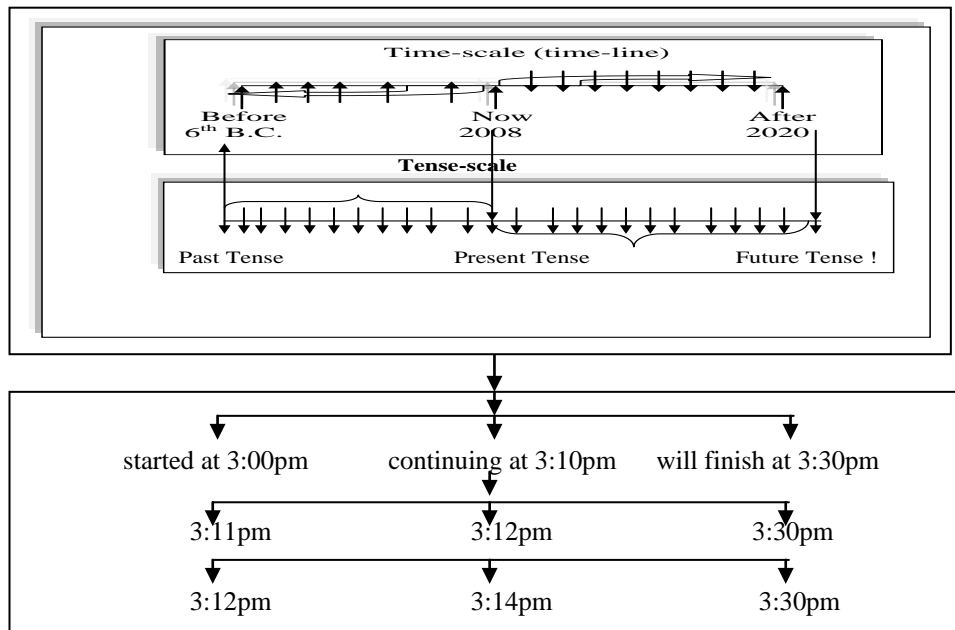 Time-scale (time-line)
Before Now After
6th B.C. 2008 2020
Tense-scale
Past Tense Present Tense Future Tense !
started at 3:00pm continuing at 3:10pm will finish at 3:30pm
3:11pm 3:12pm 3:30pm
3:12pm 3:14pm 3:30pm